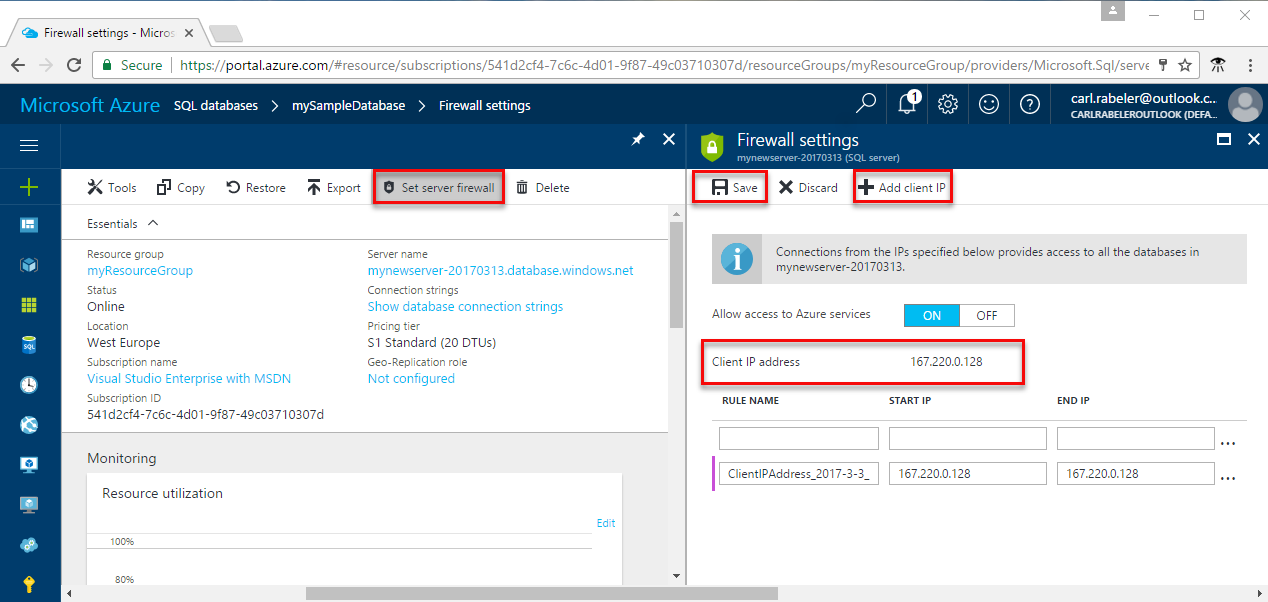 Firewall settings - Micros
Secure
https://portal.azure.com/#resource/subscriptions/541d2cf4-7c6c-4d01-9f87-49c03710307d/resourceGroups/myResourceGroup/providers/Microsoft.Sql/serve
Microsoft Azure SQL databases > mySampleDatabase > Firewall settings
1
carl.rabeler@outlook.c...
CARLRABELEROUTLOOK (DEFA...
Tools Copy Restore Export Set server firewall Delete
Essentials
Resource group
myResourceGroup
Status
Online
Location
West Europe
Subscription name
Visual Studio Enterprise with MSDN
Subscription ID
541d2cf4-7c6c-4d01-9f87-49c03710307d
Server name
mynewserver-20170313.database.windows.net
Connection strings
Show database connection strings
Pricing tier
S1 Standard (20 DTUs)
Geo-Replication role
Not configured
Monitoring
Resource utilization
Edit
100%
80%
SQL
Firewall settings
mynewserver-20170313 (SQL server)
Save Discard Add client IP
Connections from the IPs specified below provides access to all the databases in
mynewserver-20170313.
Allow access to Azure services ON OFF
Client IP address 167.220.0.128
RULE NAME START IP END IP
...
ClientIPAddress_2017-3-3_ 167.220.0.128 167.220.0.128 ...